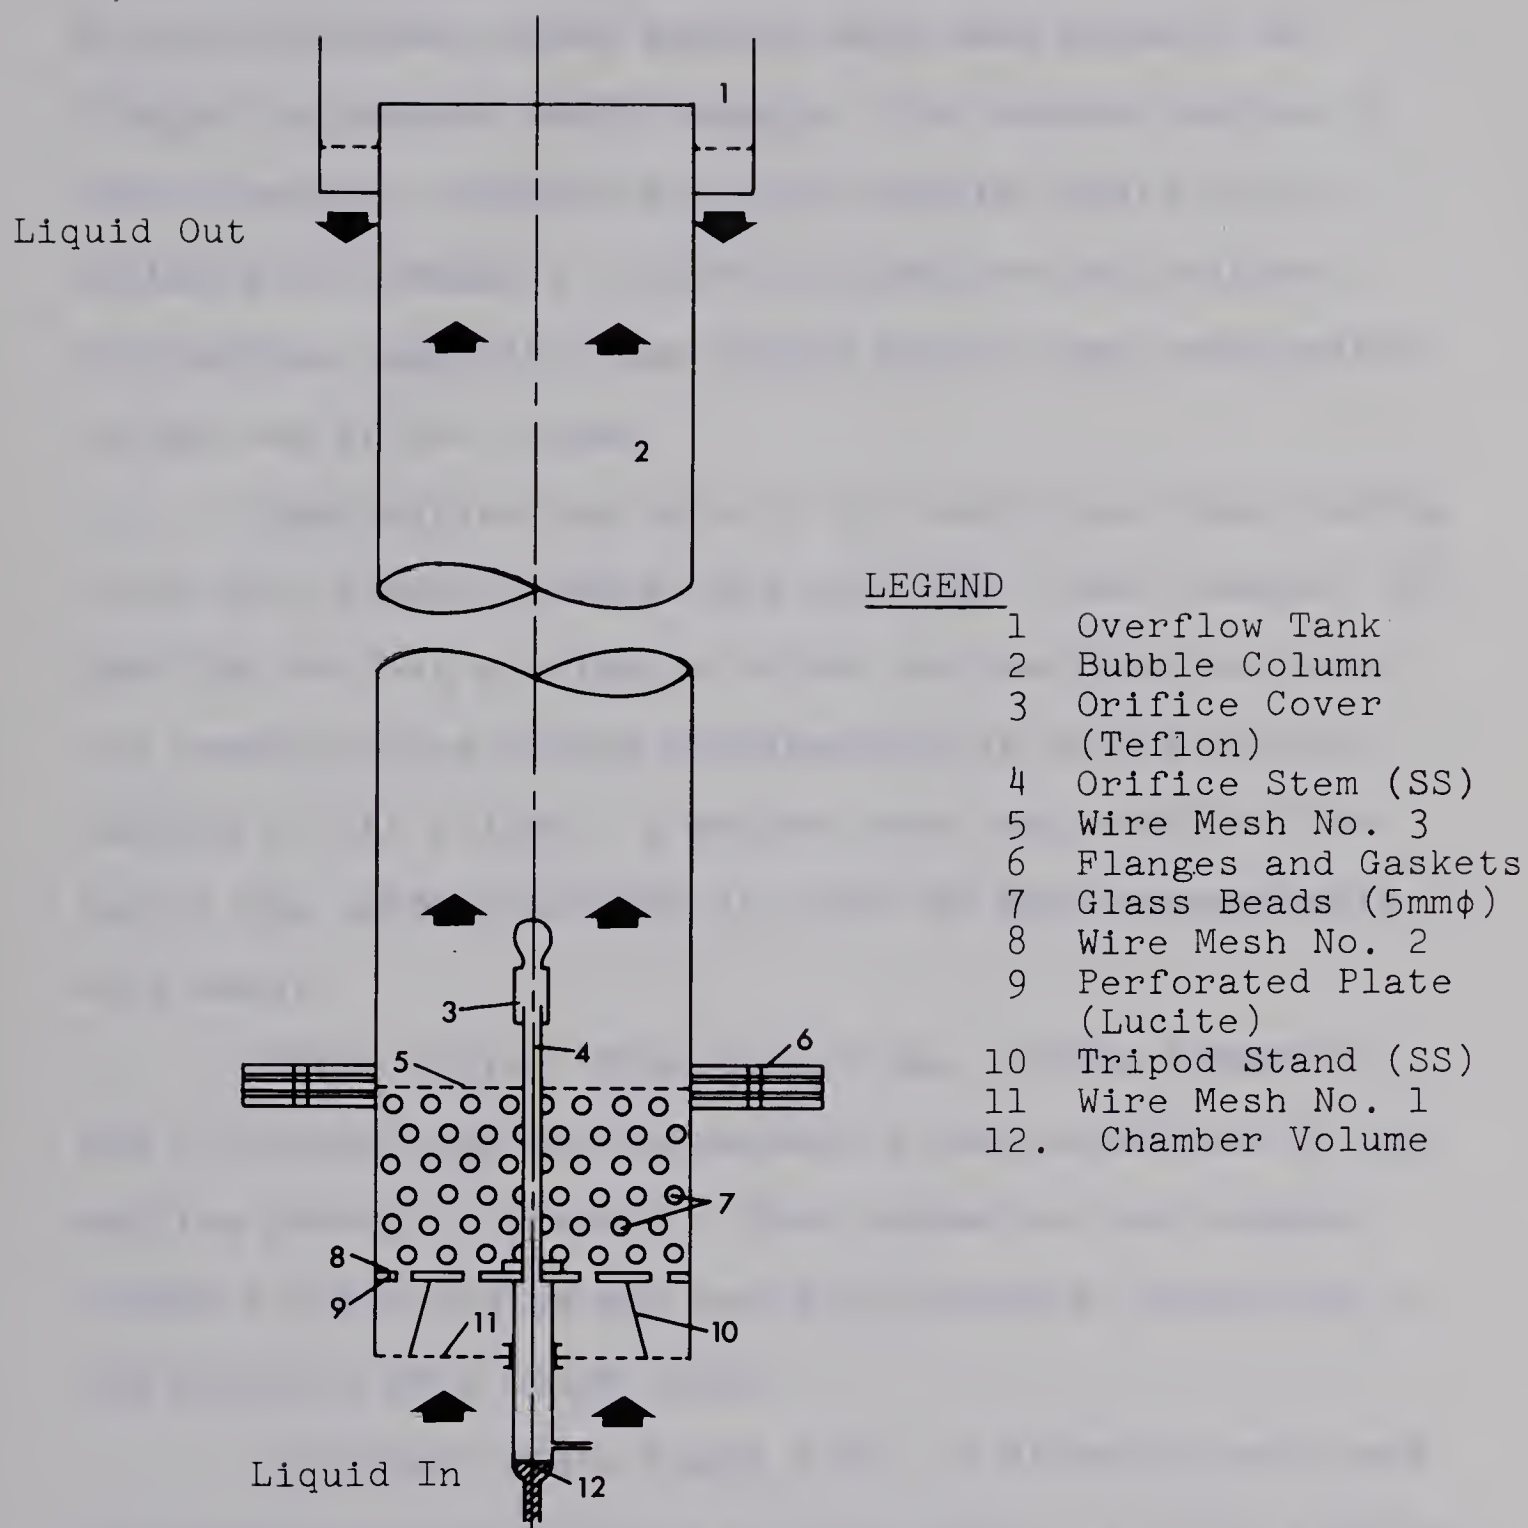 1
Liquid Out
2
LEGEND
1 Overflow Tank
2 Bubble Column
3 Orifice Cover
(Teflon)
4 Orifice Stem (SS)
5 Wire Mesh No. 3
6 Flanges and Gaskets
7 Glass Beads (5mmϕ)
8 Wire Mesh No. 2
9 Perforated Plate
(Lucite)
10 Tripod Stand (SS)
11 Wire Mesh No. 1
12. Chamber Volume
3
4
5
6
7
8
9
11
10
Liquid In
12